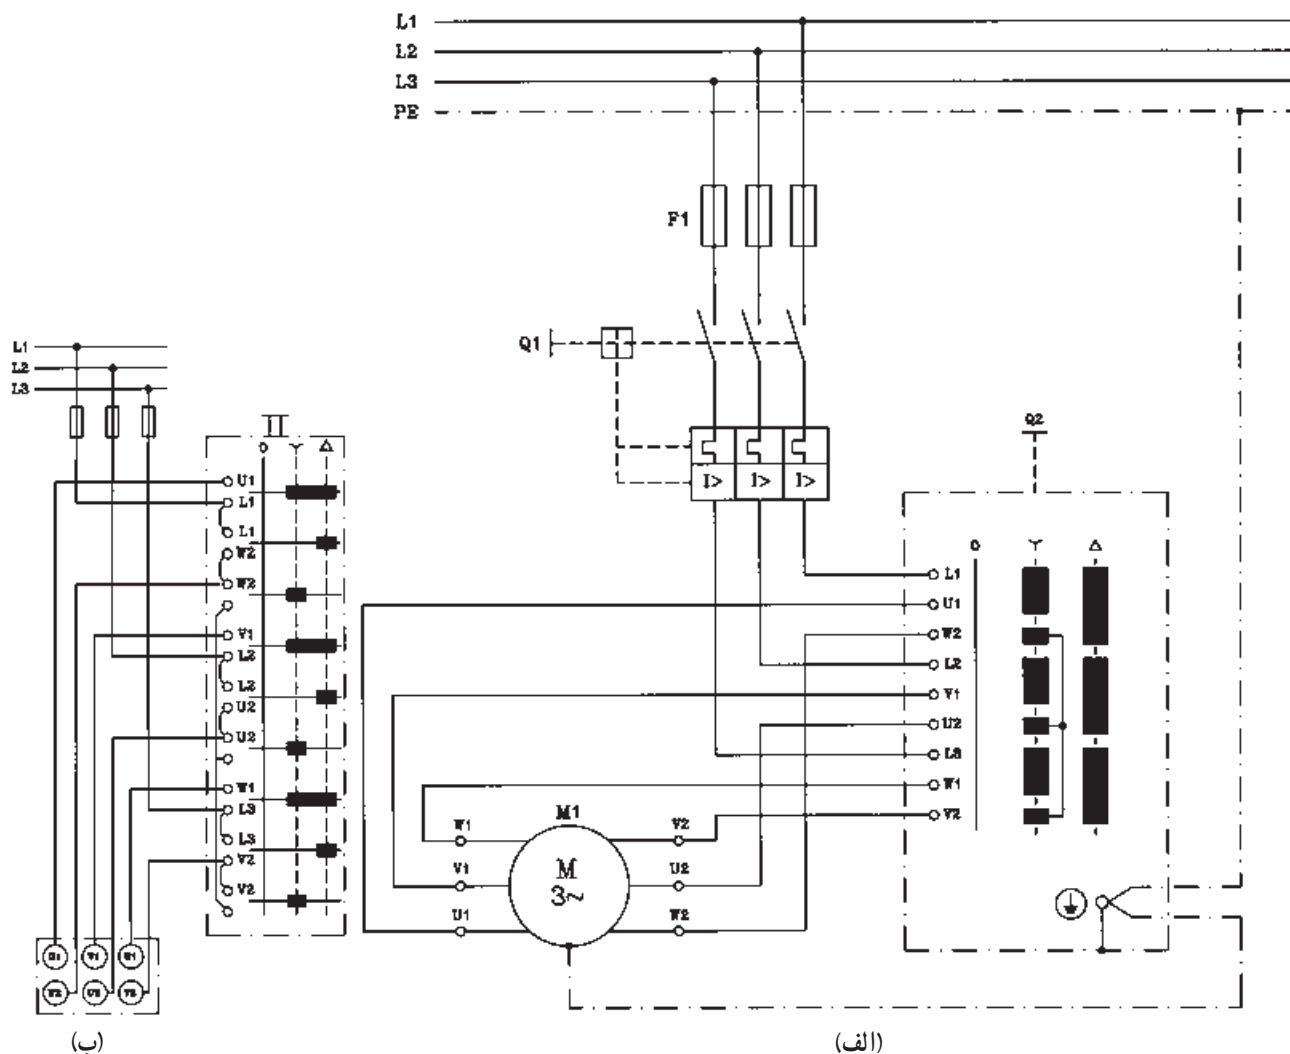 L1
L2
L3
PE
F1
Q1
I> I> I>
Q2
0 Y Δ
L1
U1
W2
L2
V1
U2
L3
W1
V2
M1
W1 V2
V1 U2
U1 W2
M
3~
(الف)
L1
L2
L3
II
0 Y Δ
U1
L1
L1
W2
W2
V1
L2
L2
U2
U2
W1
L3
L3
V2
V2
U1 V1 W1
W2 U2 V2
(ب)